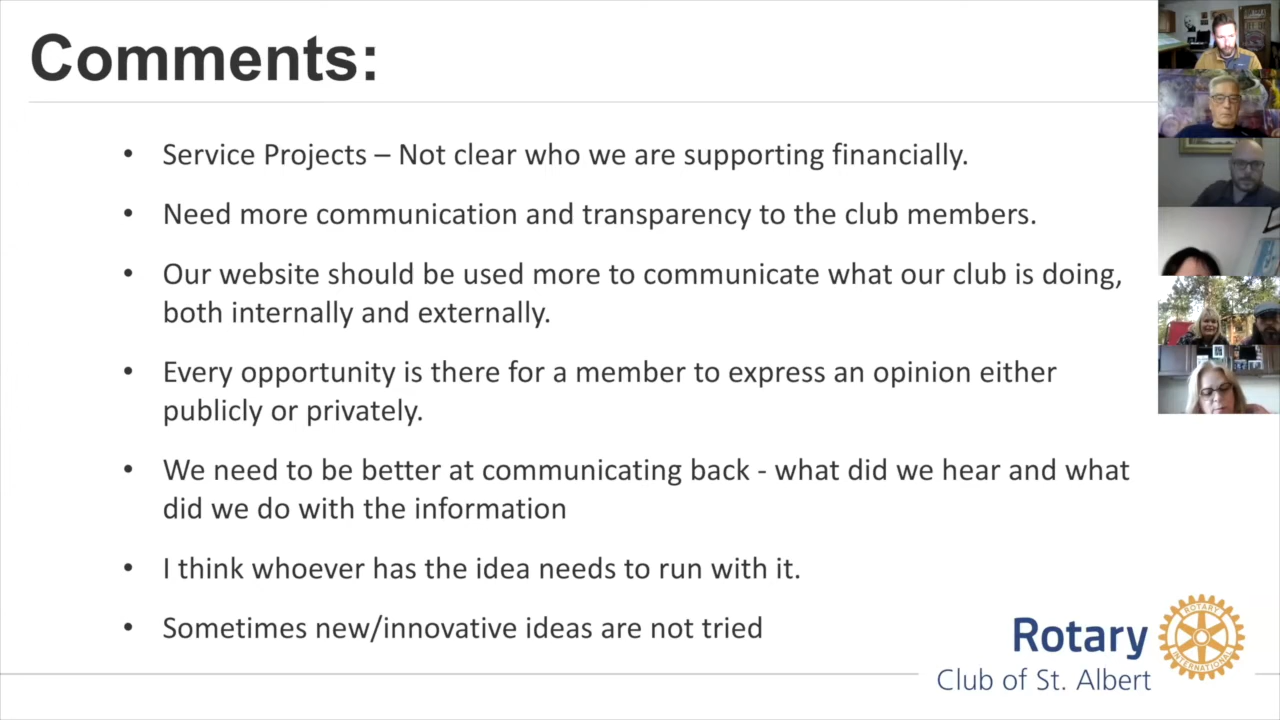 Comments:
• Service Projects – Not clear who we are supporting financially.
• Need more communication and transparency to the club members.
• Our website should be used more to communicate what our club is doing,
both internally and externally.
• Every opportunity is there for a member to express an opinion either
publicly or privately.
• We need to be better at communicating back - what did we hear and what
did we do with the information
• I think whoever has the idea needs to run with it.
• Sometimes new/innovative ideas are not tried
Rotary
Club of St. Albert
ROTARY
INTERNATIONAL